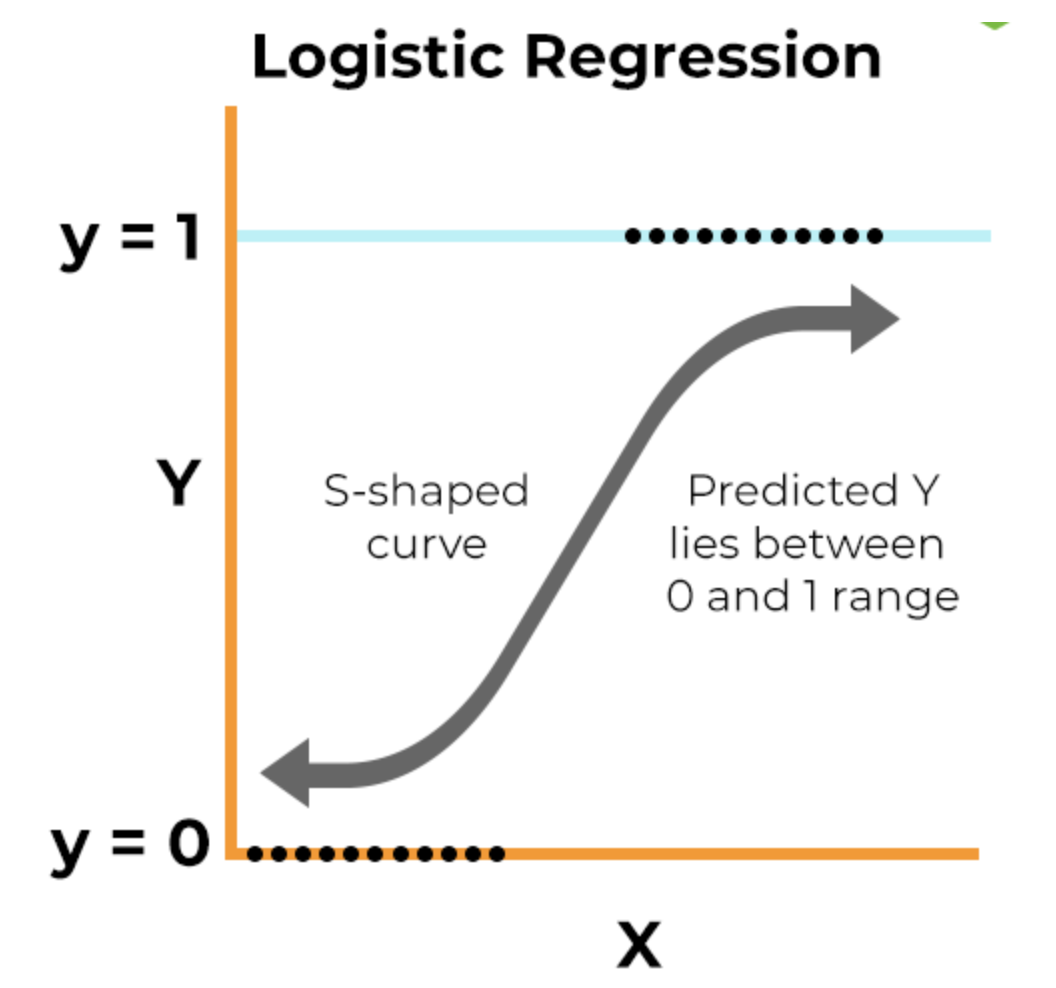 Logistic Regression
y = 1
Y
S-shaped
curve
Predicted Y
lies between
0 and 1 range
y = 0
X